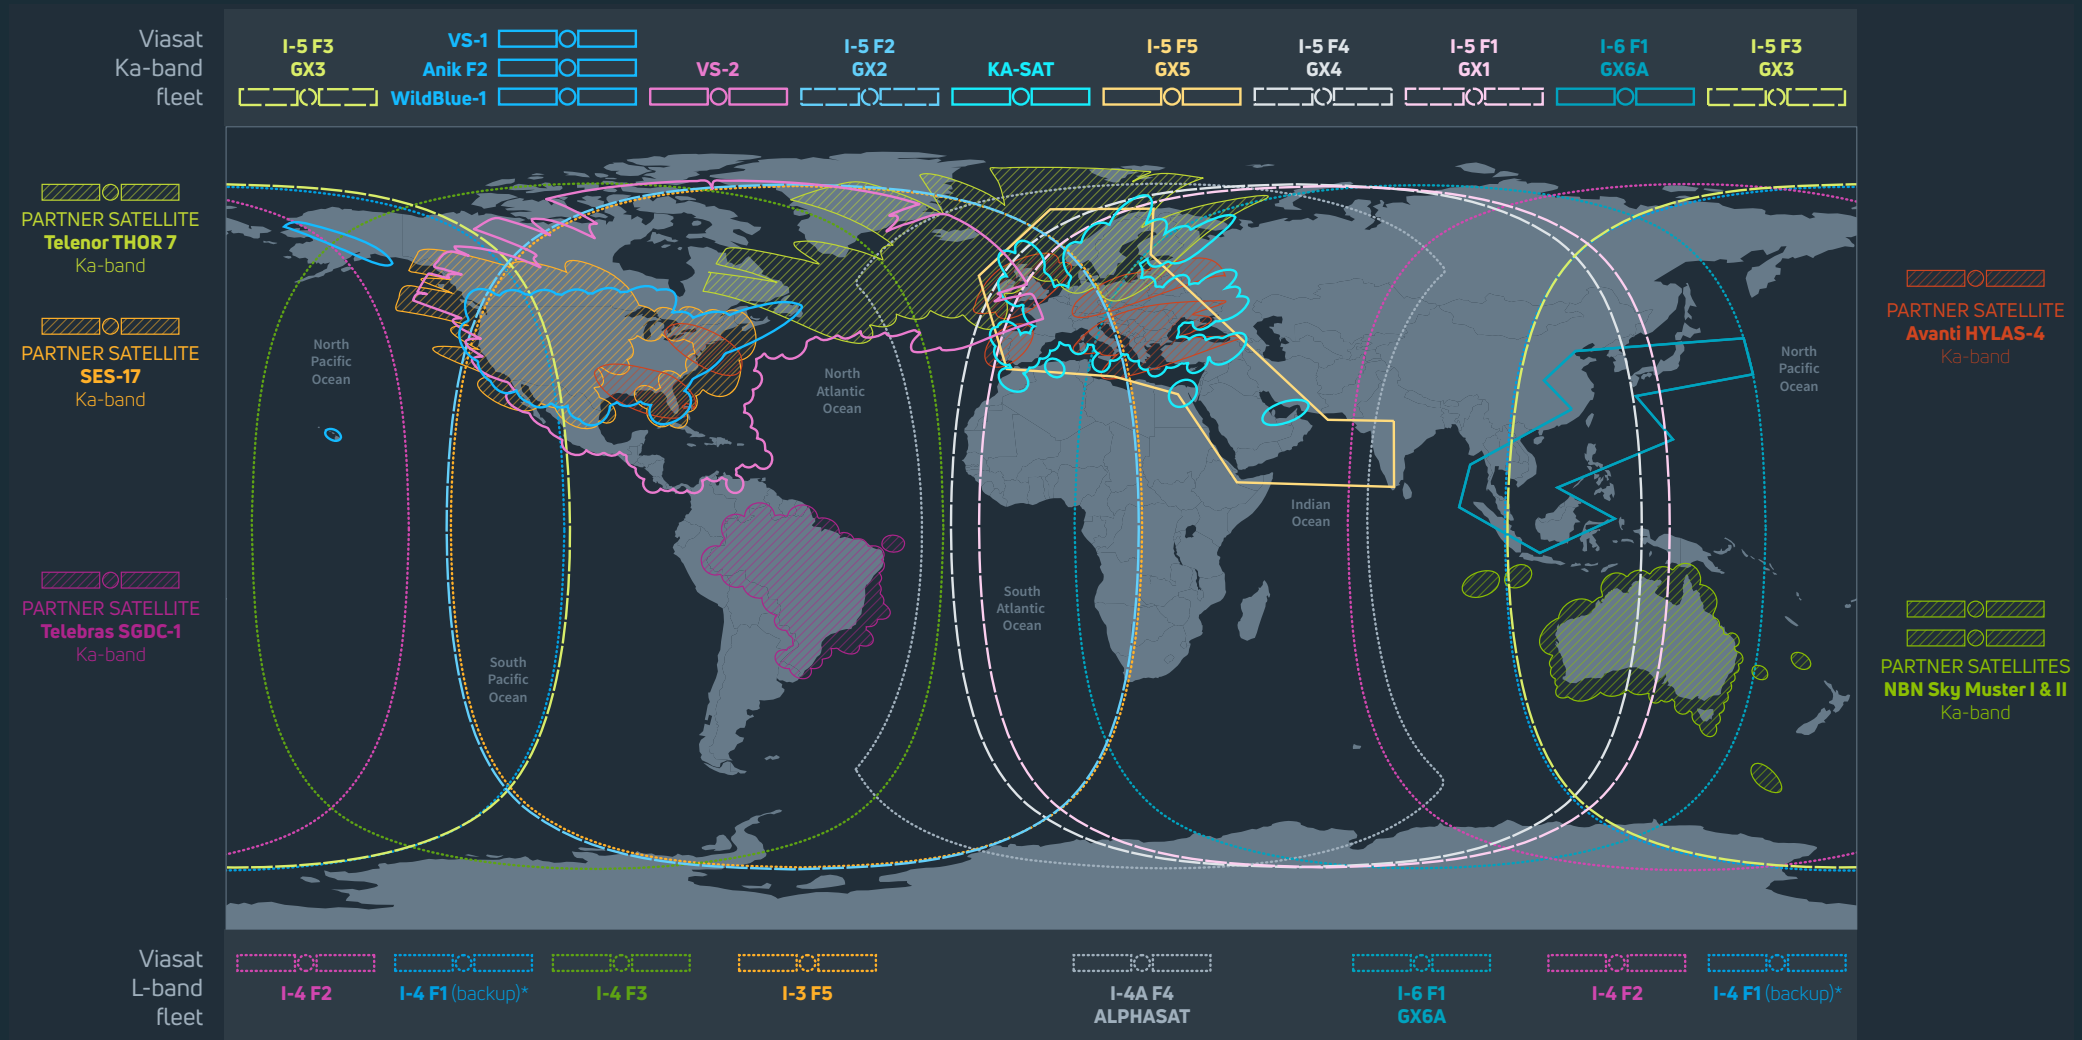 Viasat
Ka-band
fleet
I-5 F3
GX3
VS-1
Anik F2
WildBlue-1
VS-2
I-5 F2
GX2
KA-SAT
I-5 F5
GX5
I-5 F4
GX4
I-5 F1
GX1
I-6 F1
GX6A
I-5 F3
GX3
PARTNER SATELLITE
Telenor THOR 7
Ka-band
PARTNER SATELLITE
SES-17
Ka-band
PARTNER SATELLITE
Telebras SGDC-1
Ka-band
North
Pacific
Ocean
North
Atlantic
Ocean
South
Pacific
Ocean
South
Atlantic
Ocean
Indian
Ocean
North
Pacific
Ocean
PARTNER SATELLITE
Avanti HYLAS-4
Ka-band
PARTNER SATELLITES
NBN Sky Muster I & II
Ka-band
Viasat
L-band
fleet
I-4 F2
I-4 F1 (backup)*
I-4 F3
I-3 F5
I-4A F4
ALPHASAT
I-6 F1
GX6A
I-4 F2
I-4 F1 (backup)*